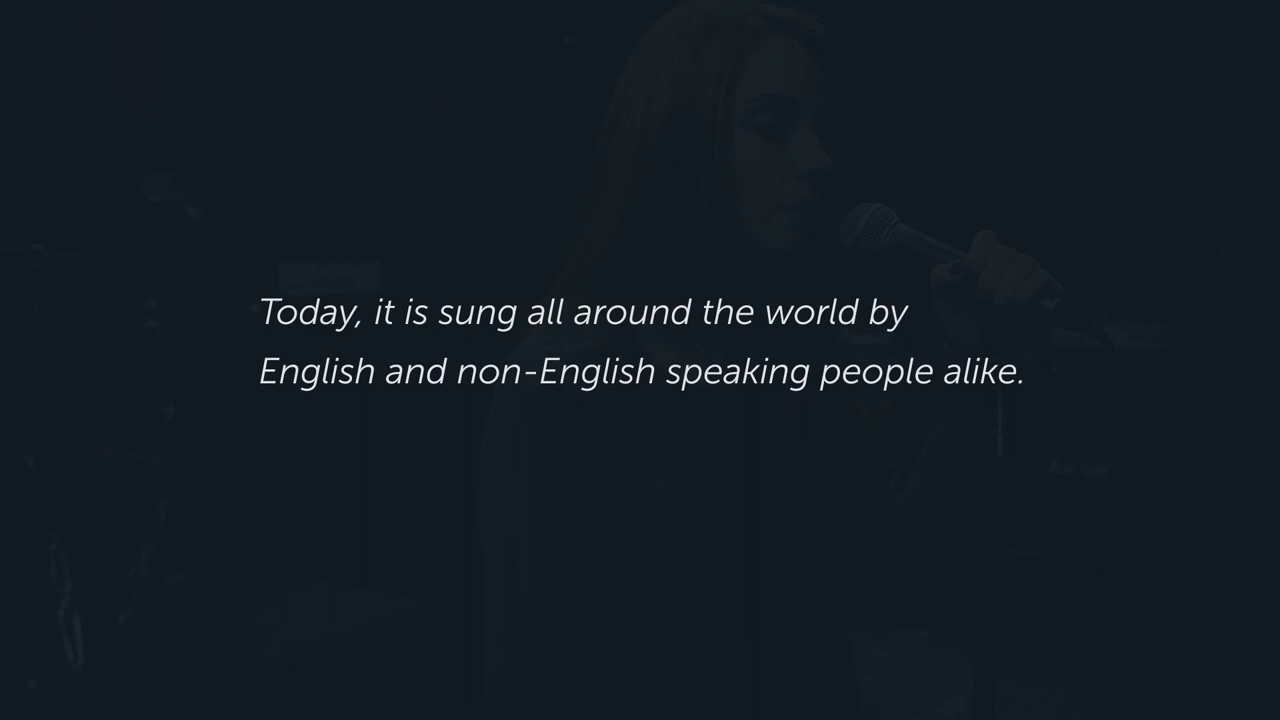 Today, it is sung all around the world by
English and non-English speaking people alike.